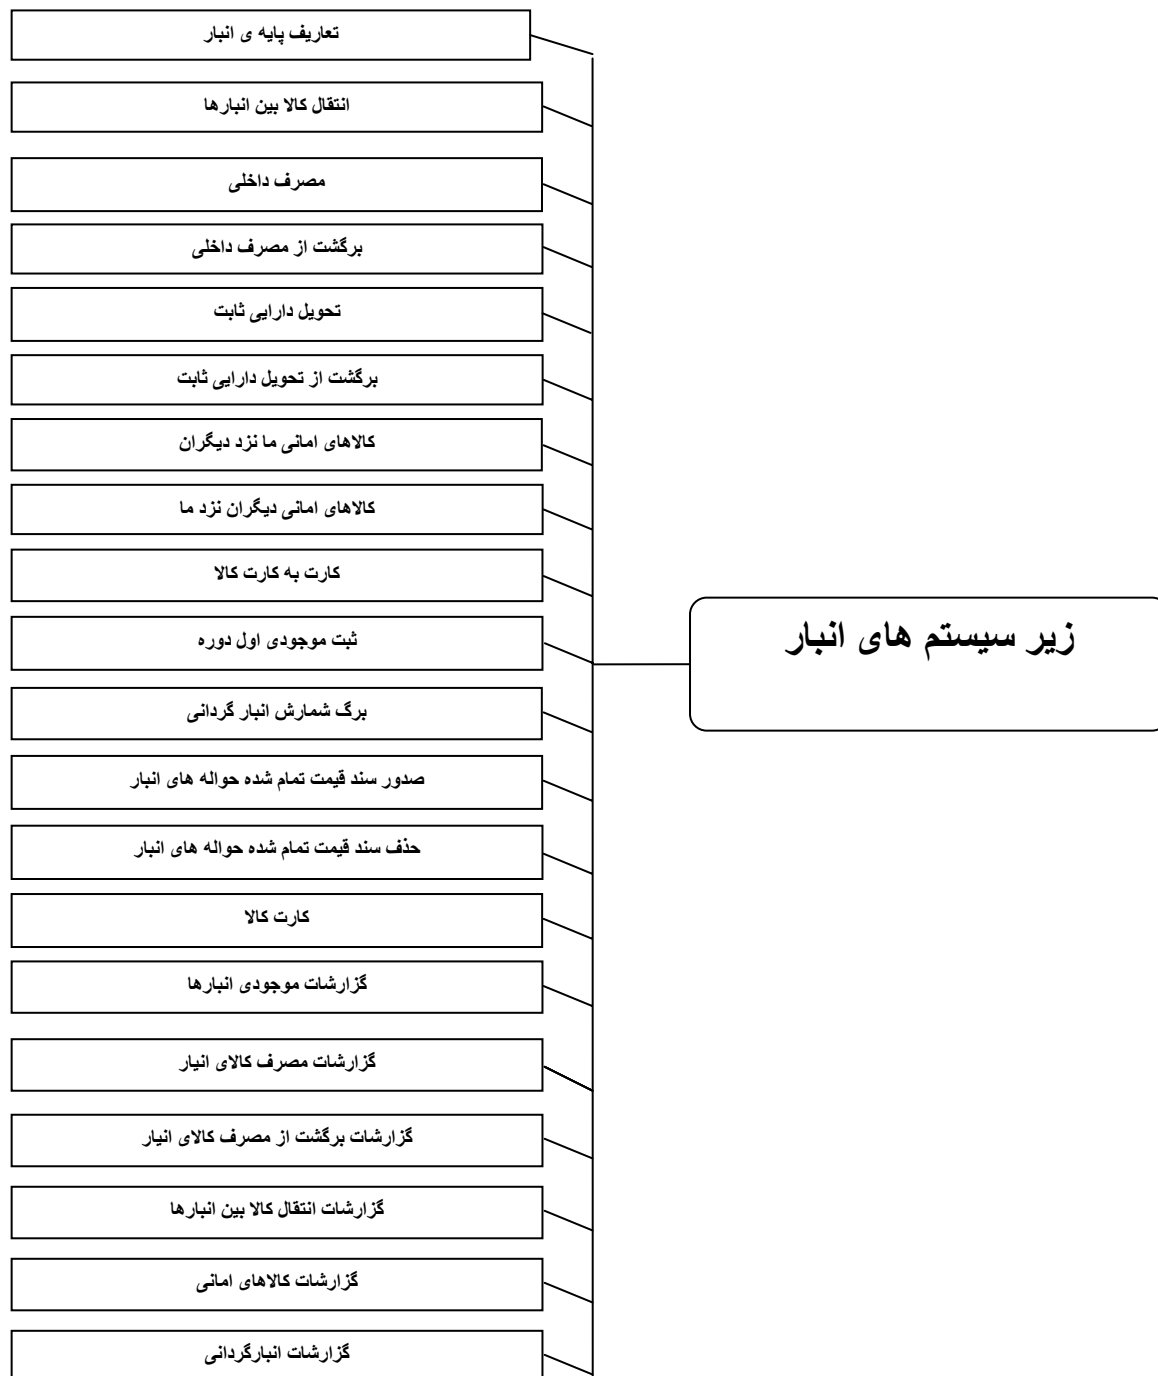 زیر سیستم های انبار
تعاریف پایه ی انبار
انتقال کالا بین انبارها
مصرف داخلی
برگشت از مصرف داخلی
تحویل دارایی ثابت
برگشت از تحویل دارایی ثابت
کالاهای امانی ما نزد دیگران
کالاهای امانی دیگران نزد ما
کارت به کارت کالا
ثبت موجودی اول دوره
برگ شمارش انبار گردانی
صدور سند قیمت تمام شده حواله های انبار
حذف سند قیمت تمام شده حواله های انبار
کارت کالا
گزارشات موجودی انبارها
گزارشات مصرف کالای انیار
گزارشات برگشت از مصرف کالای انیار
گزارشات انتقال کالا بین انبارها
گزارشات کالاهای امانی
گزارشات انبارگردانی